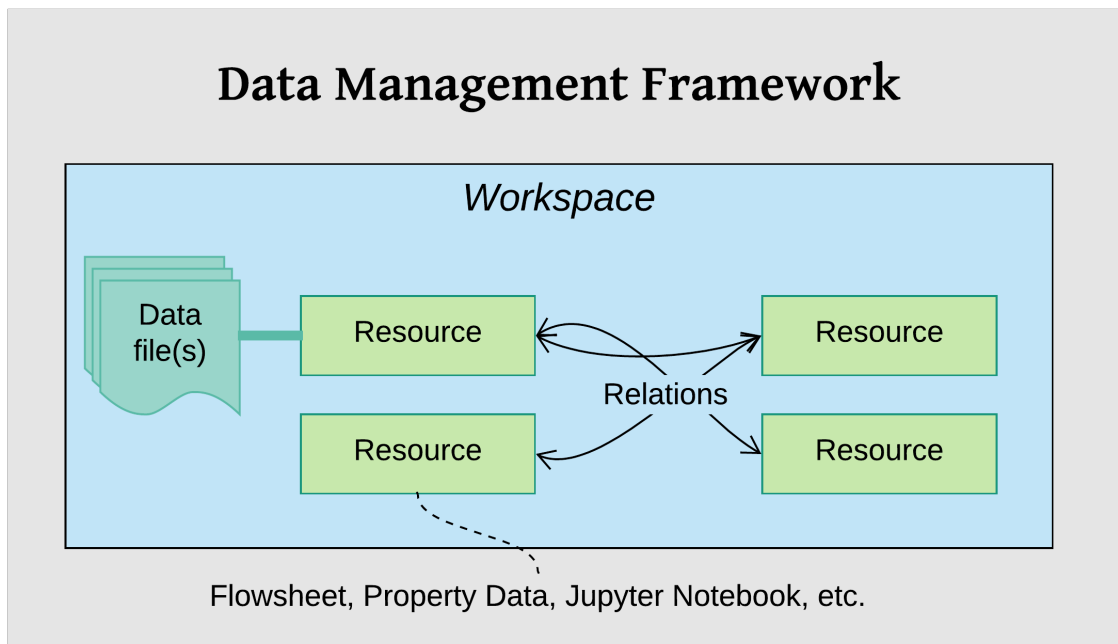 Data Management Framework
Workspace
Data
file(s)
Resource
Resource
Relations
Resource
Resource
Flowsheet, Property Data, Jupyter Notebook, etc.